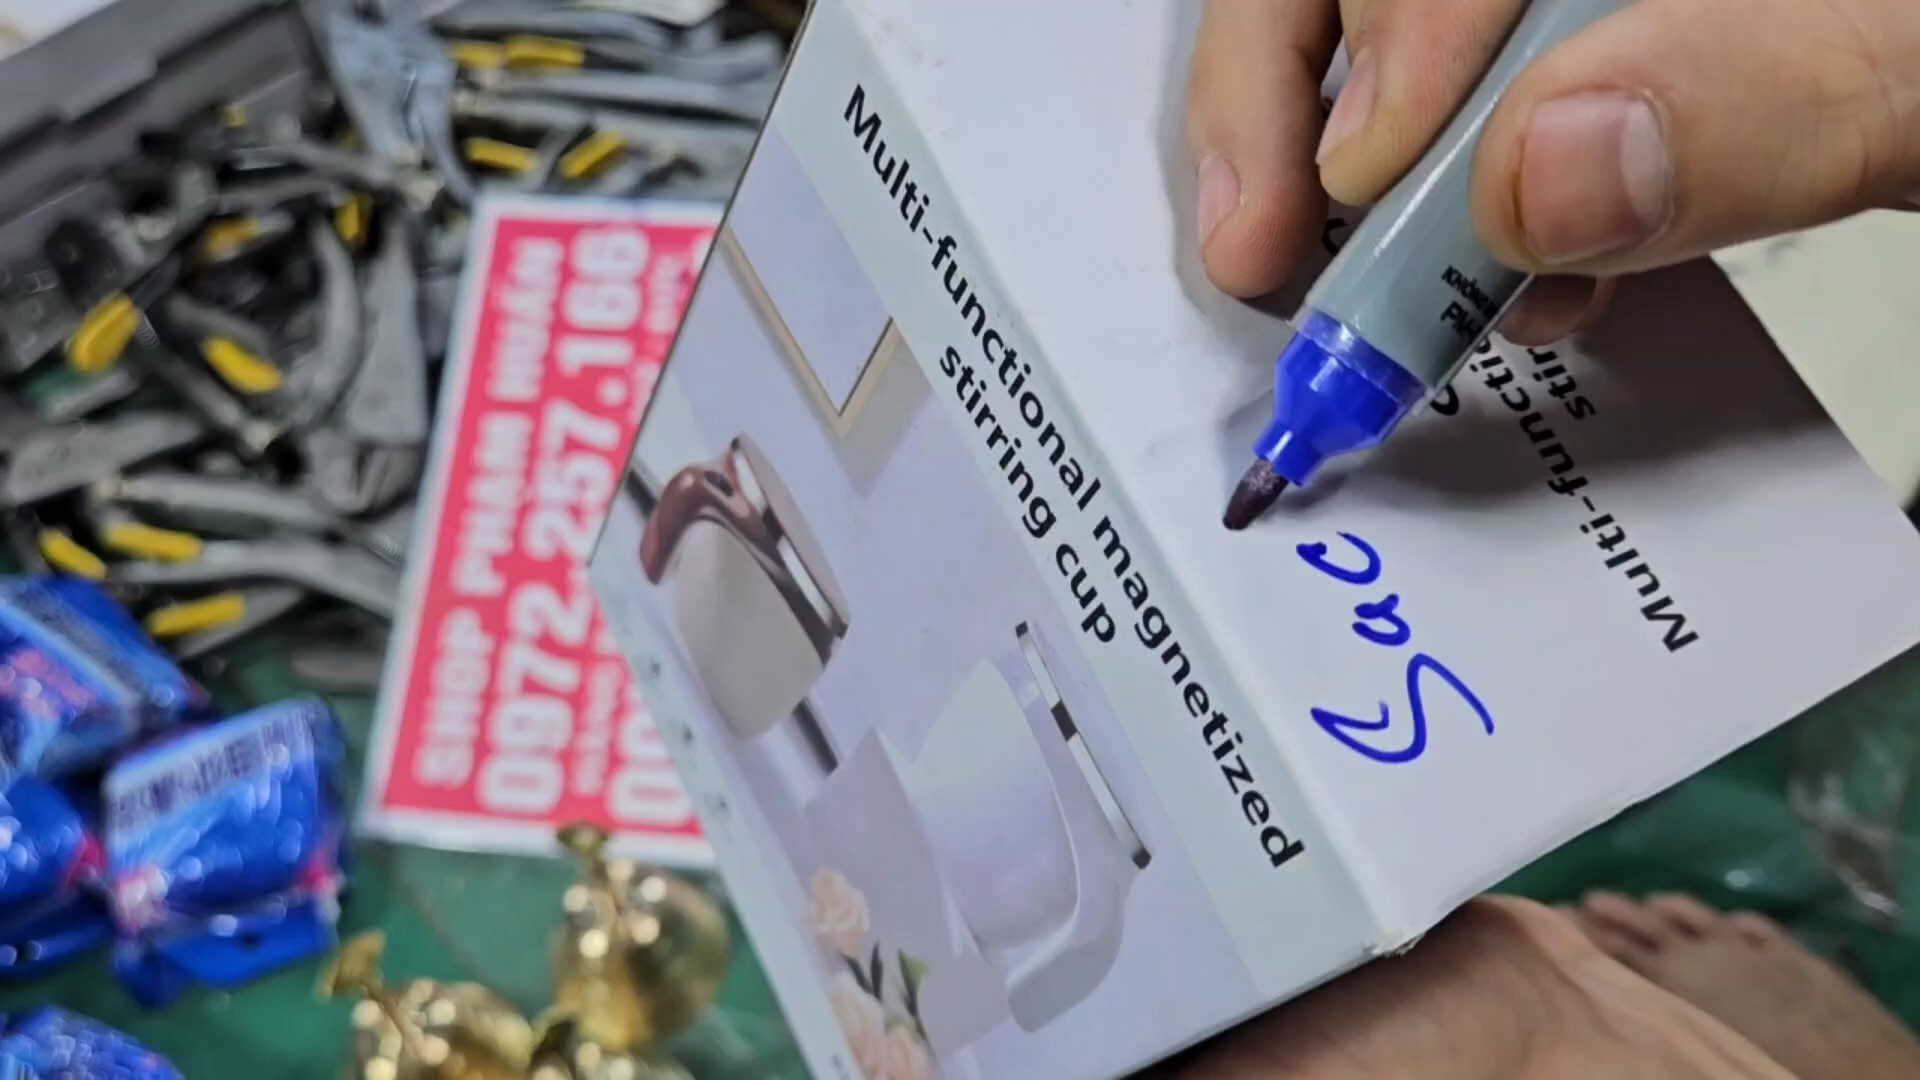 Multi-functional magnetized
stirring cup
Sac
Multi-functi
stir
SHOP PHẠM HUẤN
0972.257.166